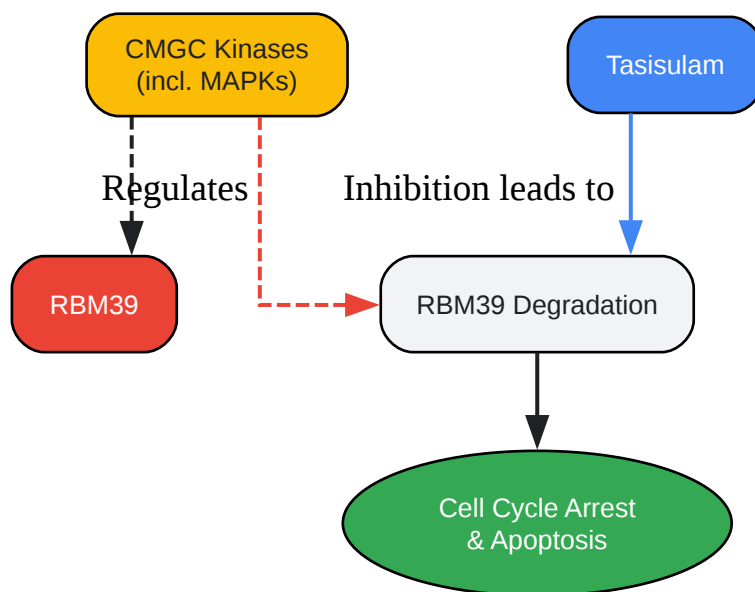 CMGC Kinases
(incl. MAPKs)
Tasisulam
Regulates
Inhibition leads to
RBM39
RBM39 Degradation
Cell Cycle Arrest
& Apoptosis